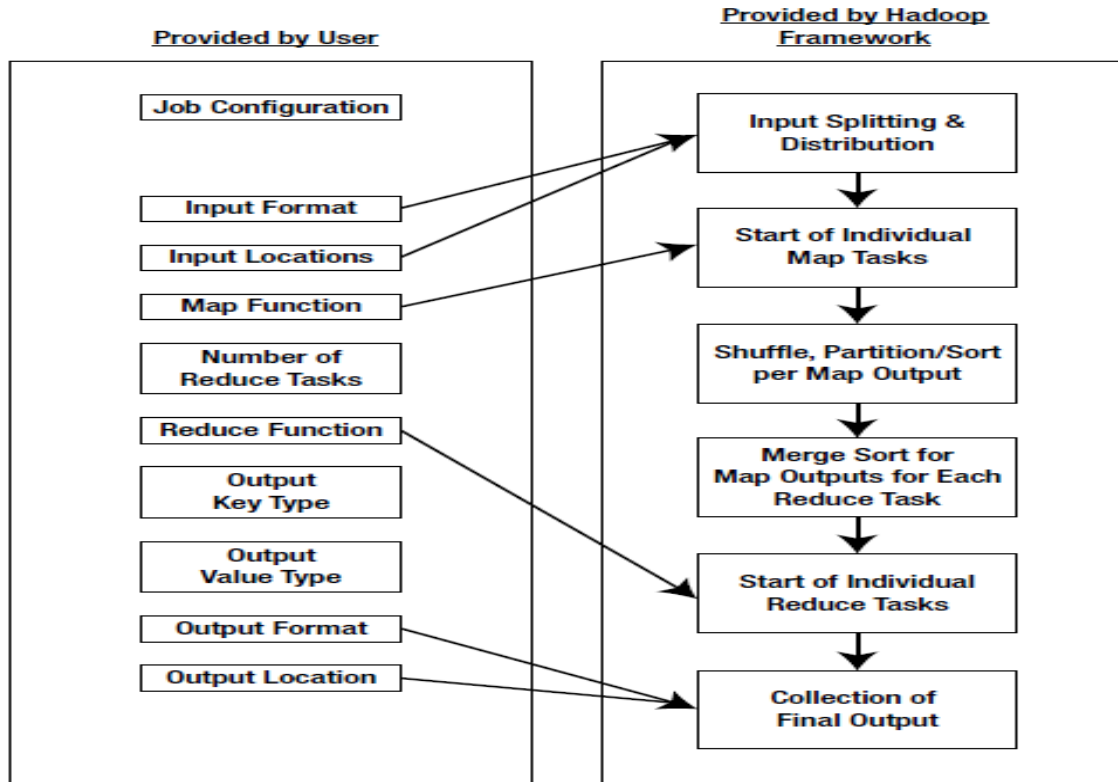 Provided by User
Job Configuration
Input Format
Input Locations
Map Function
Number of
Reduce Tasks
Reduce Function
Output
Key Type
Output
Value Type
Output Format
Output Location
Provided by Hadoop
Framework
Input Splitting &
Distribution
Start of Individual
Map Tasks
Shuffle, Partition/Sort
per Map Output
Merge Sort for
Map Outputs for Each
Reduce Task
Start of Individual
Reduce Tasks
Collection of
Final Output